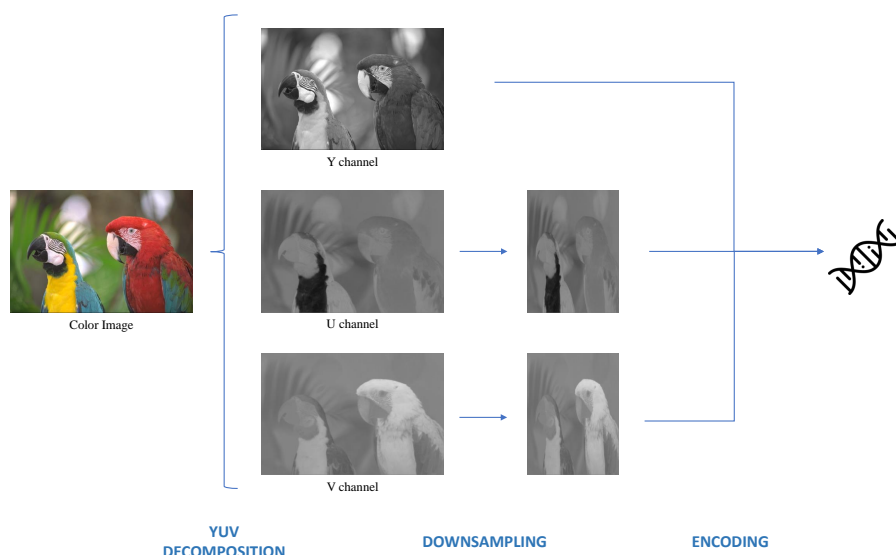 Y channel
Color Image
U channel
V channel
YUV
DECOMPOSITION
DOWNSAMPLING
ENCODING